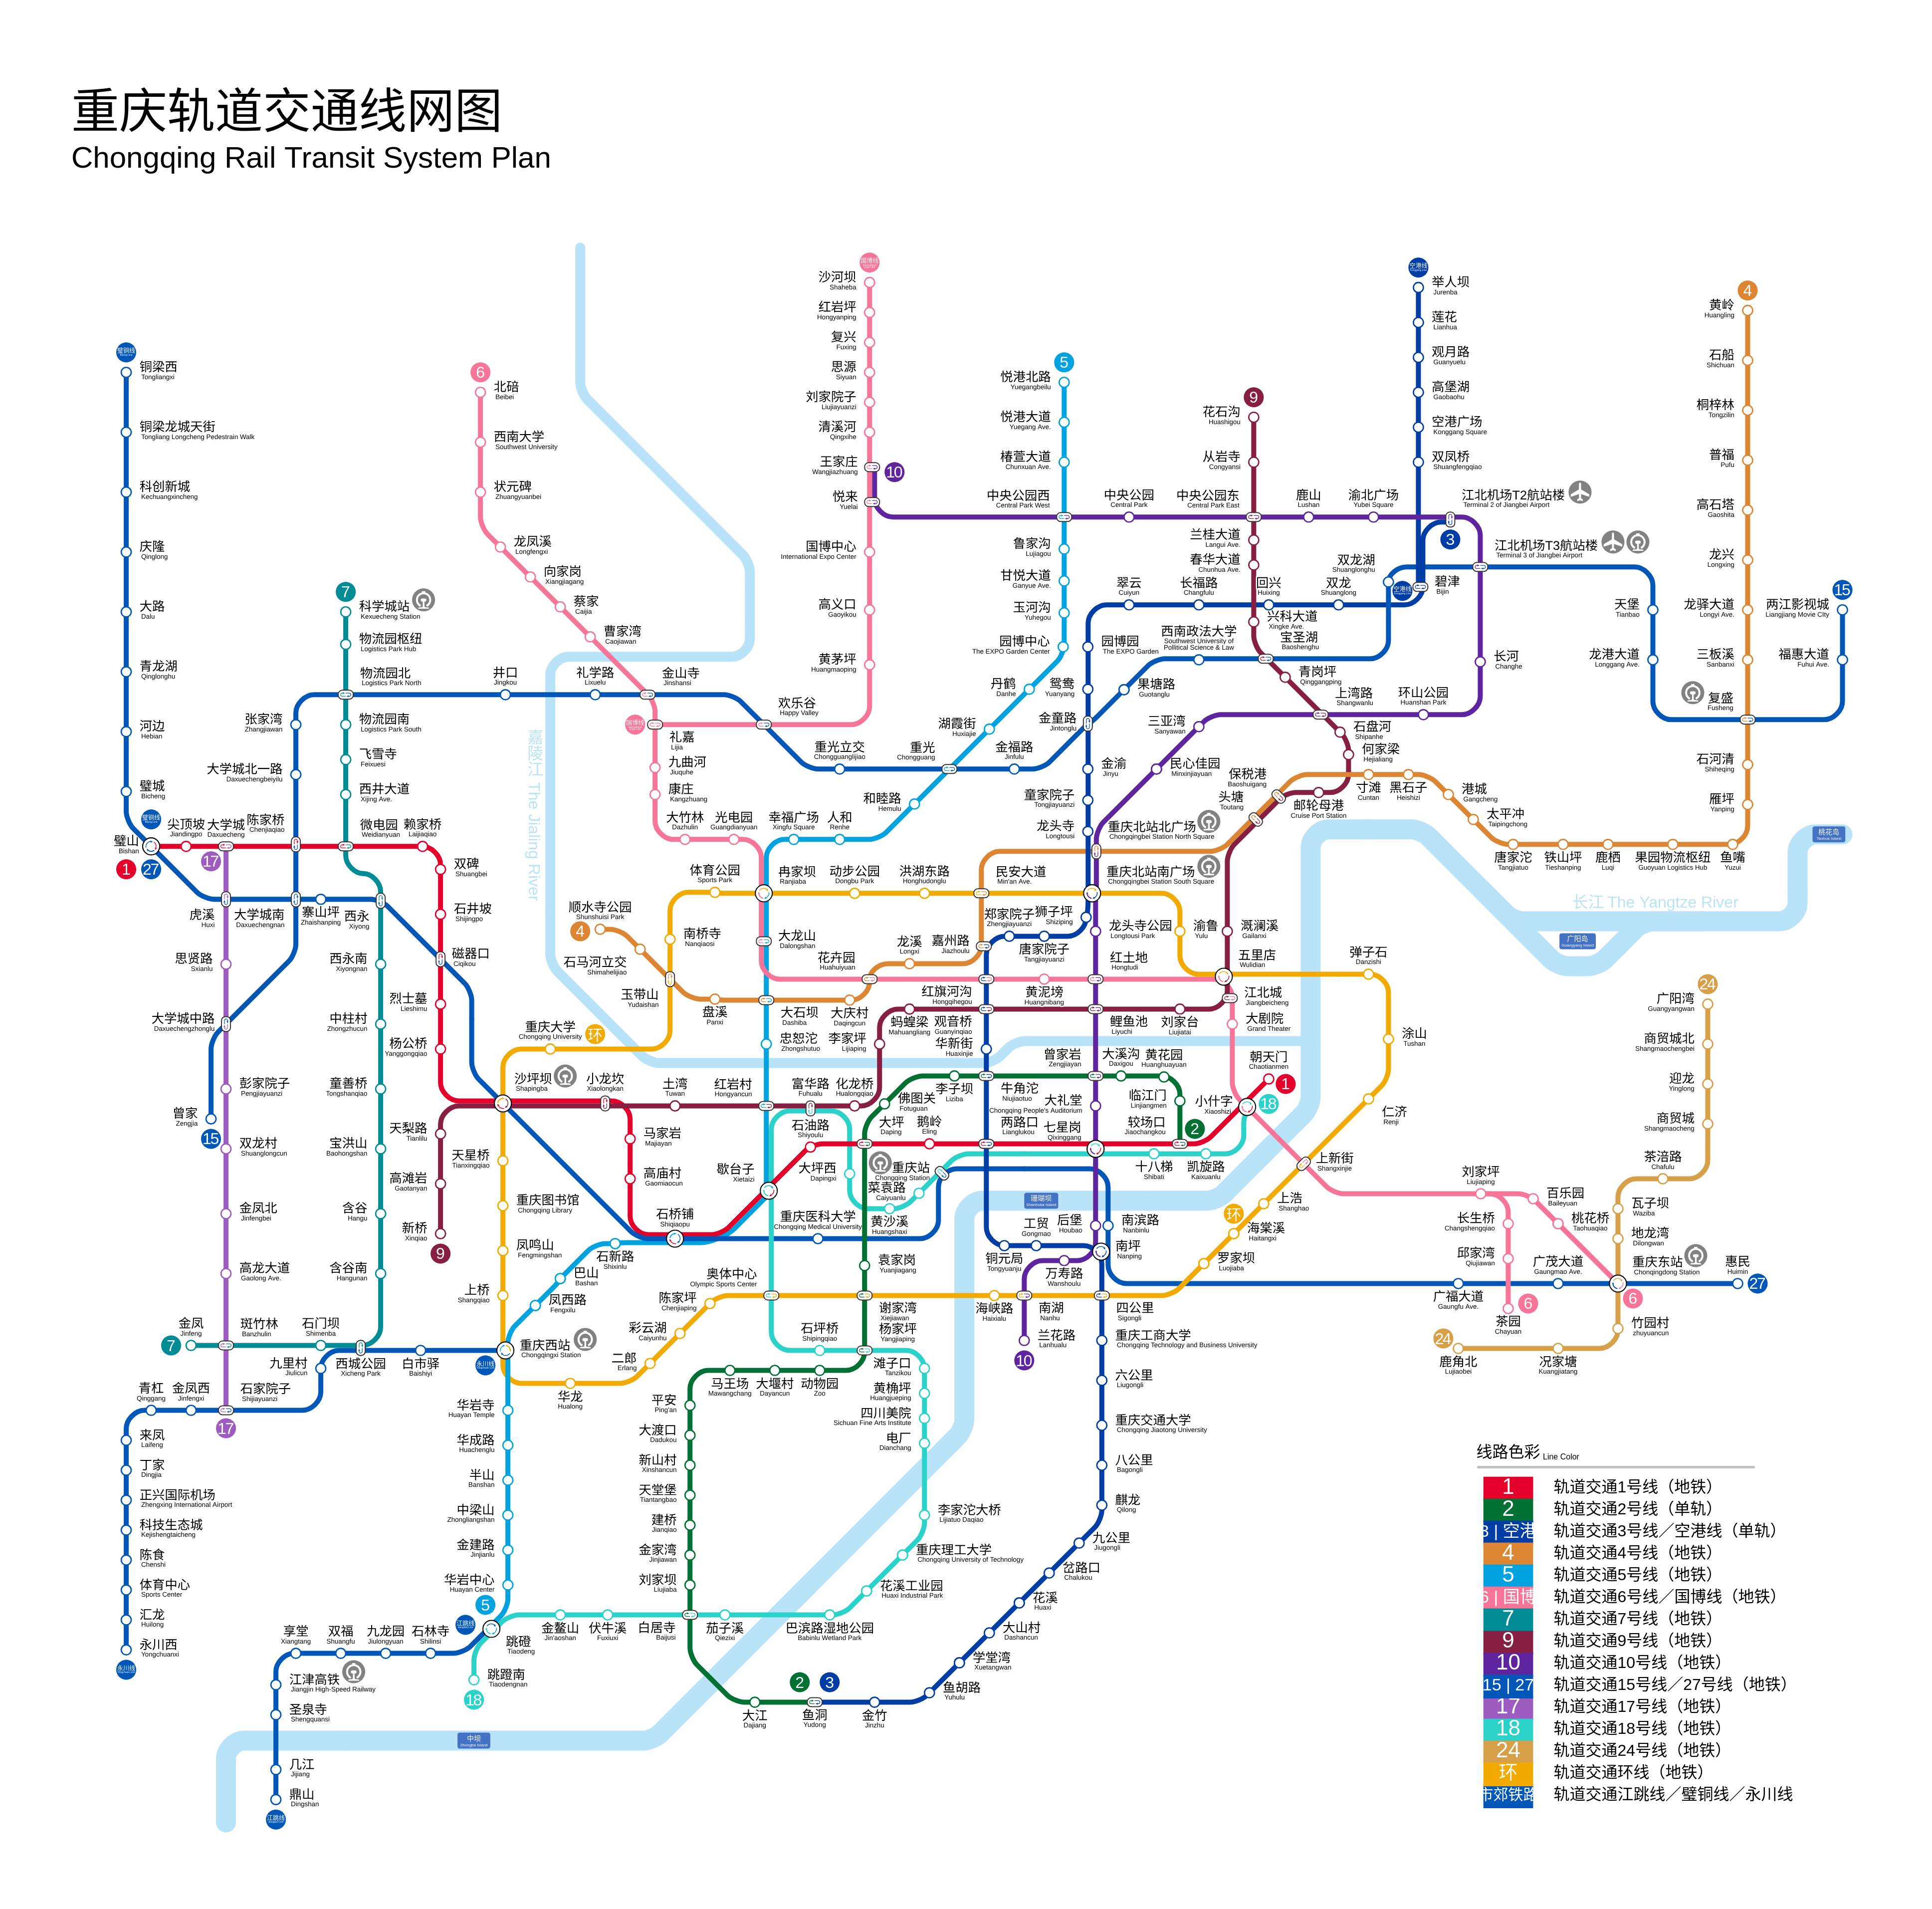 重庆轨道交通线网图
Chongqing Rail Transit System Plan
铜梁西
Tongliangxi
铜梁龙城天街
Tongliang Longcheng Pedestrain Walk
科创新城
Kechuangxincheng
庆隆
Qinglong
大路
Dalu
青龙湖
Qinglonghu
河边
Hebian
璧城
Bicheng
璧山
Bishan
1
27
尖顶坡
Jiandingpo
大学城
Daxuecheng
17
陈家桥
Chenjiaqiao
微电园
Weidianyuan
赖家桥
Laijiaqiao
双碑
Shuangbei
石井坡
Shijingpo
磁器口
Ciqikou
烈士墓
Lieshimu
杨公桥
Yanggongqiao
沙坪坝
Shapingba
小龙坎
Xiaolongkan
马家岩
Majiayan
高庙村
Gaomiaocun
石桥铺
Shiqiaopu
歇台子
Xietaizi
石油路
Shiyoulu
大坪
Daping
鹅岭
Eling
两路口
Lianglukou
七星岗
Qixinggang
较场口
Jiaochangkou
小什字
Xiaoshizi
朝天门
Chaotianmen
1
18
7
科学城站
Kexuecheng Station
物流园枢纽
Logistics Park Hub
物流园北
Logistics Park North
物流园南
Logistics Park South
飞雪寺
Feixuesi
西井大道
Xijing Ave.
西永
Xiyong
西永南
Xiyongnan
中柱村
Zhongzhucun
童善桥
Tongshanqiao
宝洪山
Baohongshan
含谷
Hangu
含谷南
Hangunan
石门坝
Shimenba
斑竹林
Banzhulin
金凤
Jinfeng
7
张家湾
Zhangjiawan
大学城北一路
Daxuechengbeiyilu
虎溪
Huxi
大学城南
Daxuechengnan
寨山坪
Zhaishanping
思贤路
Sixianlu
大学城中路
Daxuechengzhonglu
曾家
Zengjia
15
彭家院子
Pengjiayuanzi
双龙村
Shuanglongcun
金凤北
Jinfengbei
高龙大道
Gaolong Ave.
九里村
Jiulicun
西城公园
Xicheng Park
白市驿
Baishiyi
青杠
Qinggang
金凤西
Jinfengxi
石家院子
Shijiayuanzi
17
来凤
Laifeng
丁家
Dingjia
正兴国际机场
Zhengxing International Airport
科技生态城
Kejishengtaicheng
陈食
Chenshi
体育中心
Sports Center
汇龙
Huilong
永川西
Yongchuanxi
享堂
Xiangtang
双福
Shuangfu
九龙园
Jiulongyuan
石林寺
Shilinsi
江津高铁
Jiangjin High-Speed Railway
圣泉寺
Shengquansi
几江
Jijiang
鼎山
Dingshan
6
北碚
Beibei
西南大学
Southwest University
状元碑
Zhuangyuanbei
龙凤溪
Longfengxi
向家岗
Xiangjiagang
蔡家
Caijia
曹家湾
Caojiawan
井口
Jingkou
礼学路
Lixuelu
金山寺
Jinshansi
礼嘉
Lijia
九曲河
Jiuquhe
康庄
Kangzhuang
大竹林
Dazhulin
光电园
Guangdianyuan
沙河坝
Shaheba
红岩坪
Hongyanping
复兴
Fuxing
思源
Siyuan
刘家院子
Liujiayuanzi
清溪河
Qingxihe
王家庄
Wangjiazhuang
10
悦来
Yuelai
国博中心
International Expo Center
高义口
Gaoyikou
黄茅坪
Huangmaoping
欢乐谷
Happy Valley
重光立交
Chongguanglijiao
重光
Chongguang
金福路
Jinfulu
5
悦港北路
Yuegangbeilu
悦港大道
Yuegang Ave.
椿萱大道
Chunxuan Ave.
中央公园西
Central Park West
中央公园
Central Park
中央公园东
Central Park East
鹿山
Lushan
渝北广场
Yubei Square
鲁家沟
Lujiagou
甘悦大道
Ganyue Ave.
玉河沟
Yuhegou
园博中心
The EXPO Garden Center
丹鹤
Danhe
湖霞街
Huxiajie
和睦路
Hemulu
人和
Renhe
幸福广场
Xingfu Square
冉家坝
Ranjiaba
9
花石沟
Huashigou
从岩寺
Congyansi
兰桂大道
Langui Ave.
春华大道
Chunhua Ave.
回兴
Huixing
兴科大道
Xingke Ave.
宝圣湖
Baoshenghu
青岗坪
Qinggangping
上湾路
Shangwanlu
环山公园
Huanshan Park
石盘河
Shipanhe
何家梁
Hejialiang
邮轮母港
Cruise Port Station
保税港
Baoshuigang
头塘
Toutang
举人坝
Jurenba
莲花
Lianhua
观月路
Guanyuelu
高堡湖
Gaobaohu
空港广场
Konggang Square
双凤桥
Shuangfengqiao
江北机场T2航站楼
Terminal 2 of Jiangbei Airport
3
江北机场T3航站楼
Terminal 3 of Jiangbei Airport
双龙湖
Shuanglonghu
碧津
Bijin
双龙
Shuanglong
长福路
Changfulu
翠云
Cuiyun
园博园
The EXPO Garden
西南政法大学
Southwest University of
Political Science & Law
鸳鸯
Yuanyang
果塘路
Guotanglu
金童路
Jintonglu
金渝
Jinyu
童家院子
Tongjiayuanzi
龙头寺
Longtousi
三亚湾
Sanyawan
民心佳园
Minxinjiayuan
长河
Changhe
重庆北站北广场
Chongqingbei Station North Square
重庆北站南广场
Chongqingbei Station South Square
4
黄岭
Huangling
石船
Shichuan
桐梓林
Tongzilin
普福
Pufu
高石塔
Gaoshita
龙兴
Longxing
龙驿大道
Longyi Ave.
三板溪
Sanbanxi
复盛
Fusheng
石河清
Shiheqing
雁坪
Yanping
天堡
Tianbao
龙港大道
Longgang Ave.
15
两江影视城
Liangjiang Movie City
福惠大道
Fuhui Ave.
寸滩
Cuntan
黑石子
Heishizi
港城
Gangcheng
太平冲
Taipingchong
唐家沱
Tangjiatuo
铁山坪
Tieshanping
鹿栖
Luqi
果园物流枢纽
Guoyuan Logistics Hub
鱼嘴
Yuzui
桃花岛
广阳岛
嘉陵江 The Jialing River
长江 The Yangtze River
体育公园
Sports Park
动步公园
Dongbu Park
洪湖东路
Honghudonglu
民安大道
Min'an Ave.
顺水寺公园
Shunshuisi Park
4
石马河立交
Shimahelijiao
南桥寺
Nanqiaosi
玉带山
Yudaishan
盘溪
Panxi
大龙山
Dalongshan
花卉园
Huahuiyuan
龙溪
Longxi
嘉州路
Jiazhoulu
郑家院子
Zhengjiayuanzi
狮子坪
Shiziping
唐家院子
Tangjiayuanzi
龙头寺公园
Longtousi Park
渝鲁
Yulu
溉澜溪
Gailanxi
五里店
Wulidian
弹子石
Danzishi
涂山
Tushan
仁济
Renji
大石坝
Dashiba
大庆村
Daqingcun
忠恕沱
Zhongshutuo
李家坪
Lijiaping
蚂蝗梁
Mahuangliang
红旗河沟
Hongqihegou
观音桥
Guanyinqiao
黄泥塝
Huangnibang
红土地
Hongtudi
鲤鱼池
Liyuchi
刘家台
Liujiatai
江北城
Jiangbeicheng
大剧院
Grand Theater
华新街
Huaxinjie
重庆大学
Chongqing University
环
土湾
Tuwan
红岩村
Hongyancun
富华路
Fuhualu
化龙桥
Hualongqiao
佛图关
Fotuguan
李子坝
Liziba
牛角沱
Niujiaotuo
曾家岩
Zengjiayan
大溪沟
Daxigou
黄花园
Huanghuayuan
大礼堂
Chongqing People's Auditorium
临江门
Linjiangmen
2
天梨路
Tianlilu
高滩岩
Gaotanyan
新桥
Xinqiao
9
天星桥
Tianxingqiao
重庆图书馆
Chongqing Library
凤鸣山
Fengmingshan
上桥
Shangqiao
重庆西站
Chongqingxi Station
石新路
Shixinlu
巴山
Bashan
凤西路
Fengxilu
大坪西
Dapingxi
重庆站
Chongqing Station
菜袁路
Caiyuanlu
黄沙溪
Huangshaxi
重庆医科大学
Chongqing Medical University
十八梯
Shibati
凯旋路
Kaixuanlu
珊瑚坝
袁家岗
Yuanjiagang
工贸
Gongmao
铜元局
Tongyuanju
后堡
Houbao
南滨路
Nanbinlu
南坪
Nanping
万寿路
Wanshoulu
上新街
Shangxinjie
上浩
Shanghao
环
海棠溪
Haitangxi
罗家坝
Luojiaba
奥体中心
Olympic Sports Center
陈家坪
Chenjiaping
彩云湖
Caiyunhu
二郎
Erlang
华龙
Hualong
谢家湾
Xiejiawan
海峡路
Haixialu
南湖
Nanhu
兰花路
Lanhualu
10
四公里
Sigongli
重庆工商大学
Chongqing Technology and Business University
六公里
Liugongli
重庆交通大学
Chongqing Jiaotong University
八公里
Bagongli
麒龙
Qilong
九公里
Jiugongli
岔路口
Chalukou
花溪
Huaxi
大山村
Dashancun
学堂湾
Xuetangwan
鱼胡路
Yuhulu
金竹
Jinzhu
2
3
鱼洞
Yudong
大江
Dajiang
石坪桥
Shipingqiao
杨家坪
Yangjiaping
马王场
Mawangchang
大堰村
Dayancun
动物园
Zoo
平安
Ping'an
大渡口
Dadukou
新山村
Xinshancun
天堂堡
Tiantangbao
建桥
Jianqiao
金家湾
Jinjiawan
刘家坝
Liujiaba
白居寺
Baijusi
滩子口
Tanzikou
黄桷坪
Huangjueping
四川美院
Sichuan Fine Arts Institute
电厂
Dianchang
李家沱大桥
Lijiatuo Daqiao
重庆理工大学
Chongqing University of Technology
花溪工业园
Huaxi Industrial Park
巴滨路湿地公园
Babinlu Wetland Park
茄子溪
Qiezixi
伏牛溪
Fuxiuxi
金鳌山
Jin'aoshan
跳磴
Tiaodeng
跳蹬南
Tiaodengnan
18
华岩寺
Huayan Temple
华成路
Huachenglu
半山
Banshan
中梁山
Zhongliangshan
金建路
Jinjianlu
华岩中心
Huayan Center
5
中坝
24
广阳湾
Guangyangwan
商贸城北
Shangmaochengbei
迎龙
Yinglong
商贸城
Shangmaocheng
茶涪路
Chafulu
瓦子坝
Waziba
地龙湾
Dilongwan
重庆东站
Chongqingdong Station
惠民
Huimin
27
6
竹园村
zhuyuancun
刘家坪
Liujiaping
百乐园
Baileyuan
桃花桥
Taohuaqiao
长生桥
Changshengqiao
邱家湾
Qiujiawan
广茂大道
Guangmao Ave.
广福大道
Guangfu Ave.
茶园
Chayuan
6
24
鹿角北
Lujiaobei
况家塘
Kuangjiatang
线路色彩 Line Color
1 轨道交通1号线（地铁）
2 轨道交通2号线（单轨）
3 | 空港 轨道交通3号线／空港线（单轨）
4 轨道交通4号线（地铁）
5 轨道交通5号线（地铁）
6 | 国博 轨道交通6号线／国博线（地铁）
7 轨道交通7号线（地铁）
9 轨道交通9号线（地铁）
10 轨道交通10号线（地铁）
15 | 27 轨道交通15号线／27号线（地铁）
17 轨道交通17号线（地铁）
18 轨道交通18号线（地铁）
24 轨道交通24号线（地铁）
环 轨道交通环线（地铁）
市郊铁路 轨道交通江跳线／璧铜线／永川线